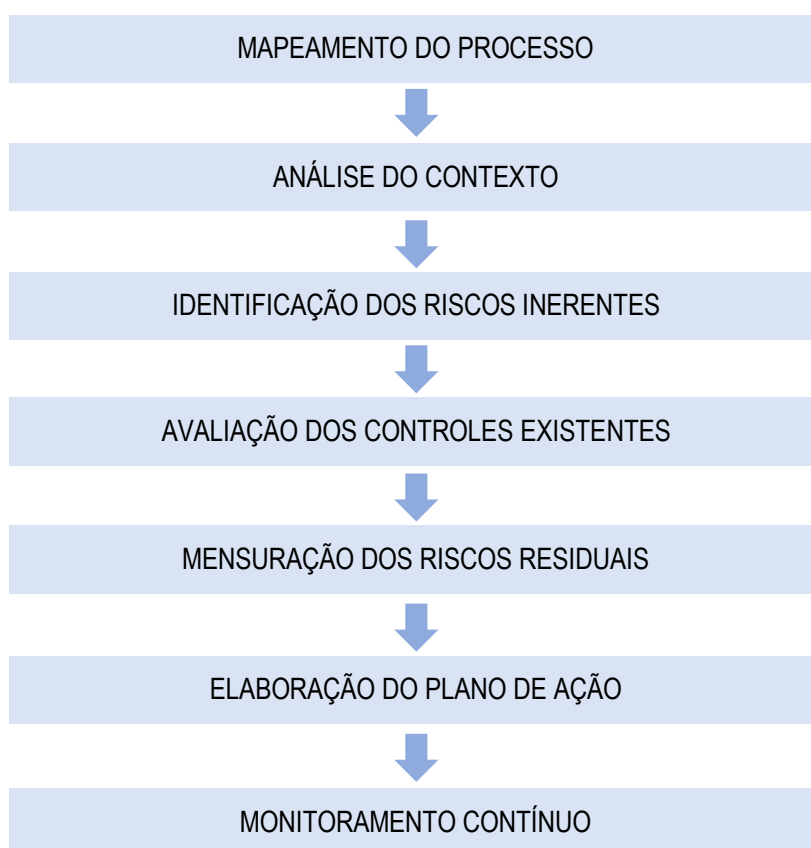 MAPEAMENTO DO PROCESSO
ANÁLISE DO CONTEXTO
IDENTIFICAÇÃO DOS RISCOS INERENTES
AVALIAÇÃO DOS CONTROLES EXISTENTES
MENSURAÇÃO DOS RISCOS RESIDUAIS
ELABORAÇÃO DO PLANO DE AÇÃO
MONITORAMENTO CONTÍNUO